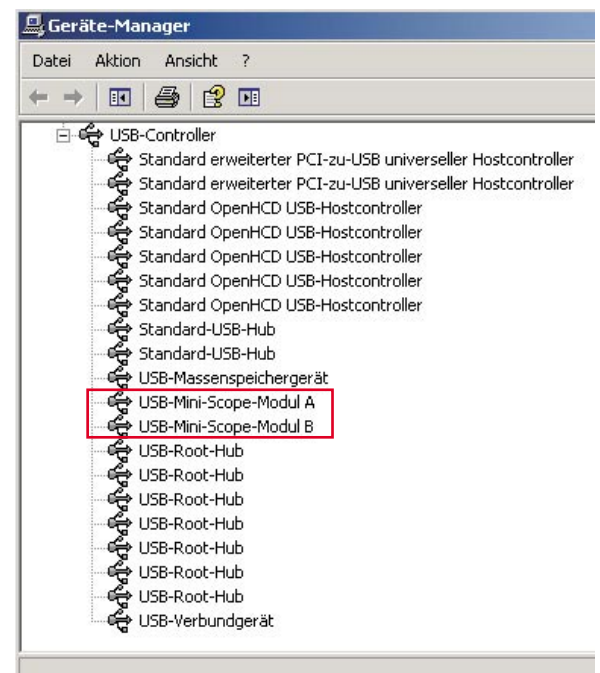 Geräte-Manager
Datei Aktion Ansicht ?
USB-Controller
Standard erweiterter PCI-zu-USB universeller Hostcontroller
Standard erweiterter PCI-zu-USB universeller Hostcontroller
Standard OpenHCD USB-Hostcontroller
Standard OpenHCD USB-Hostcontroller
Standard OpenHCD USB-Hostcontroller
Standard OpenHCD USB-Hostcontroller
Standard OpenHCD USB-Hostcontroller
Standard-USB-Hub
Standard-USB-Hub
USB-Massenspeichergerät
USB-Mini-Scope-Modul A
USB-Mini-Scope-Modul B
USB-Root-Hub
USB-Root-Hub
USB-Root-Hub
USB-Root-Hub
USB-Root-Hub
USB-Root-Hub
USB-Root-Hub
USB-Verbundgerät